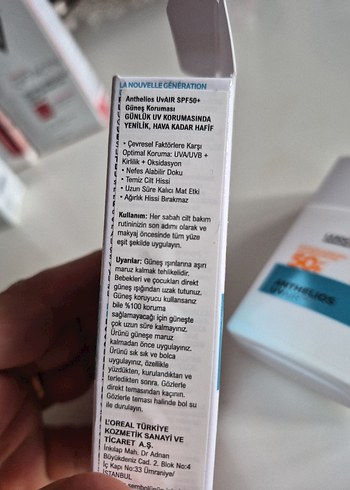 LA NOUVELLE GÉNÉRATION
Anthelios UvAIR SPF50+
Güneş Koruması
GÜNLÜK UV KORUMASINDA
YENİLİK, HAVA KADAR HAFİF
• Çevresel Faktörlere Karşı
Optimal Koruma: UVA/UVB +
Kirlilik + Oksidasyon
• Nefes Alabilir Doku
• Temiz Cilt Hissi
• Uzun Süre Kalıcı Mat Etki
• Ağırlık Hissi Bırakmaz
Kullanım: Her sabah cilt bakım
rutininizin son adımı olarak ve
makyaj öncesinde tüm yüze
eşit şekilde uygulayın.
Uyarılar: Güneş ışınlarına aşırı
maruz kalmak tehlikelidir.
Bebekleri ve çocukları direkt
güneş ışığından uzak tutunuz.
Güneş koruyucu kullansanız
bile %100 koruma
sağlamayacağı için güneşte
çok uzun süre kalmayınız.
Ürünü güneşe maruz
kalmadan önce uygulayınız.
Ürünü sık sık ve bolca
uygulayınız, özellikle
yüzdükten, kurulandıktan ve
terledikten sonra. Gözlerle
direkt temasından kaçının.
Gözlerle teması halinde bol su
ile durulayın.
L'OREAL TÜRKİYE
KOZMETİK SANAYİ VE
TİCARET A.Ş.
İnkılap Mah. Dr Adnan
Büyükdeniz Cad. 2. Blok No:4
İç Kapı No:33 Ümraniye/
İSTANBUL
50+
ANTHELIOS